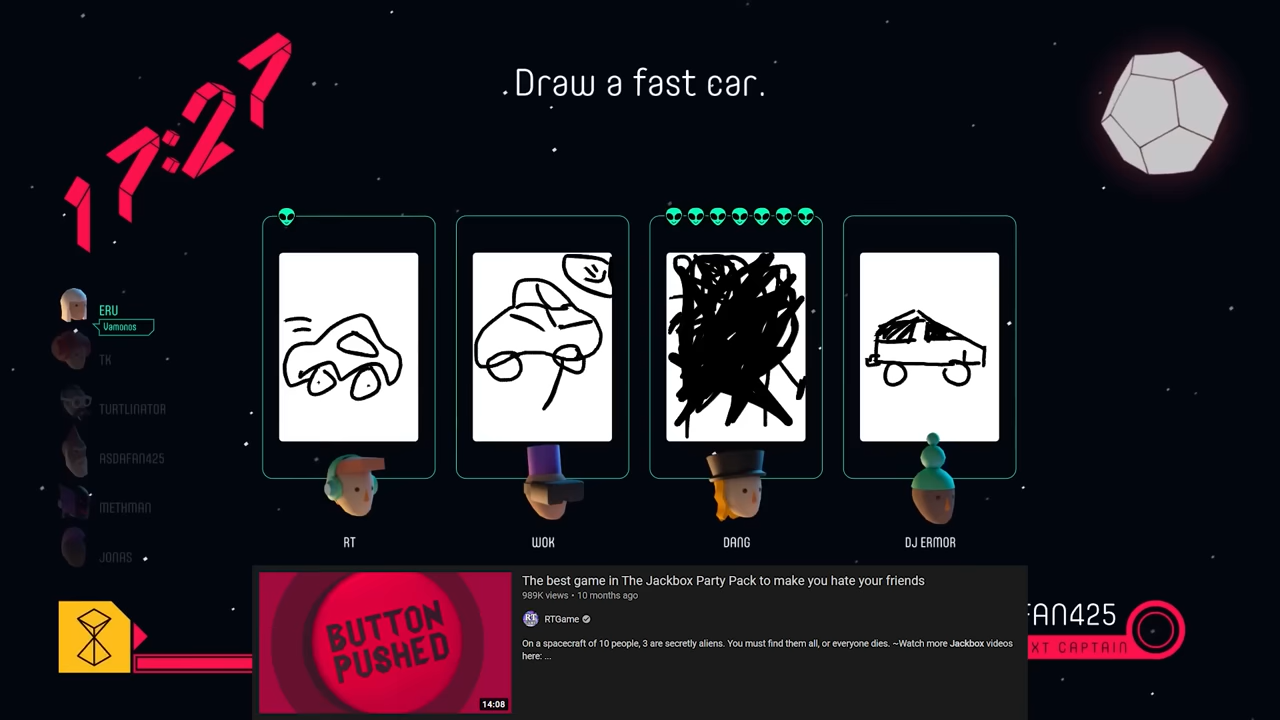 17:21
Draw a fast car.
ERU
Vamonos
TK
TURTLINATOR
ASDAFAN425
METHMAN
JONAS
RT
WOK
DANG
DJ ERMOR
BUTTON
PUSHED
14:08
The best game in The Jackbox Party Pack to make you hate your friends
989K views • 10 months ago
RT
RTGame
On a spacecraft of 10 people, 3 are secretly aliens. You must find them all, or everyone dies. ~Watch more Jackbox videos
here: ...
FAN425
XT CAPTAIN